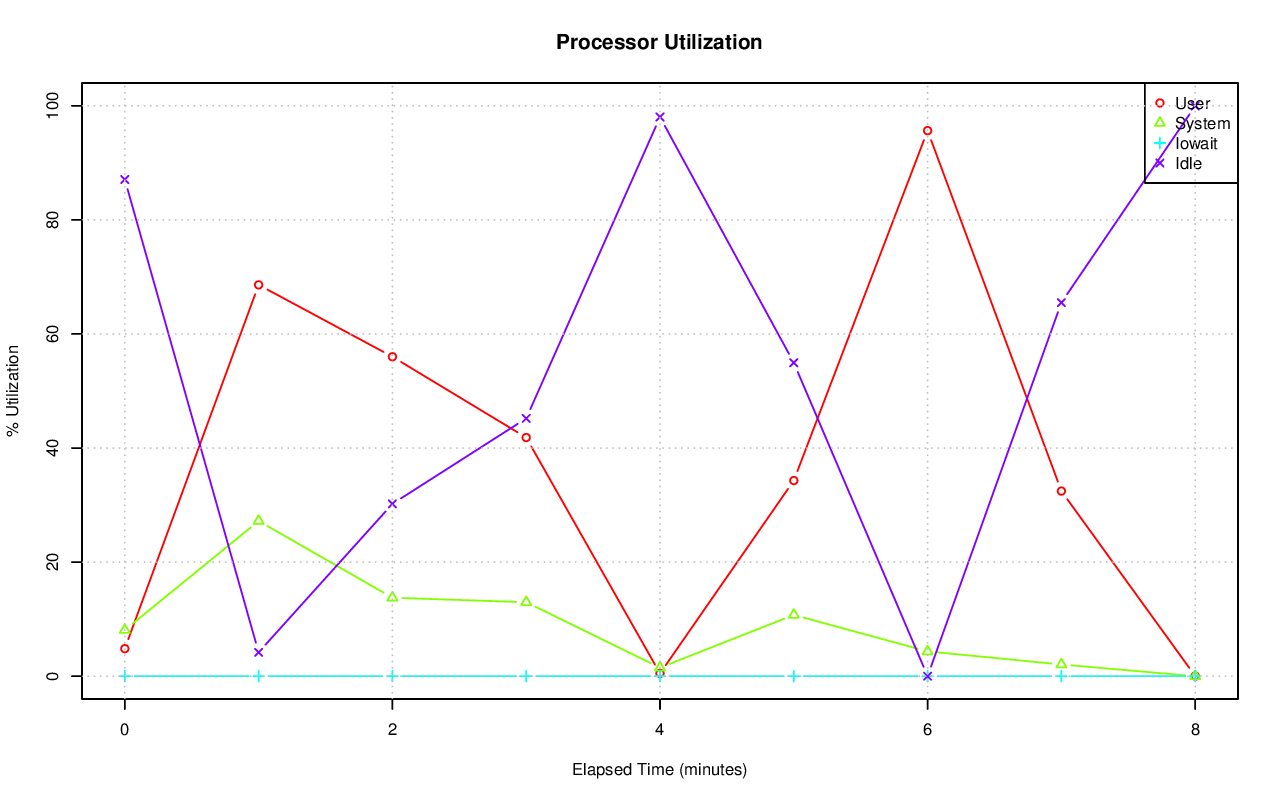 Processor Utilization
% Utilization
100
80
60
40
20
0
User
System
Iowait
Idle
0 2 4 6 8
Elapsed Time (minutes)